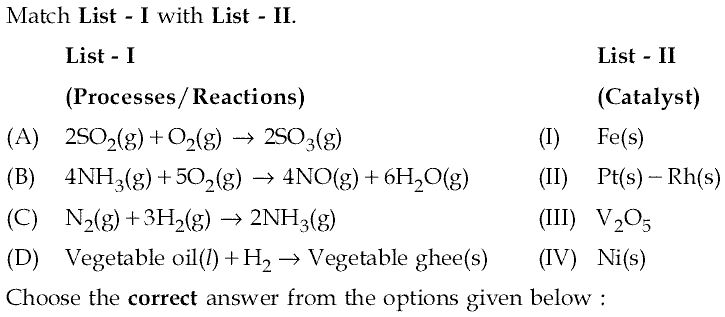 Match List - I with List - II.
List - I List - II
(Processes/Reactions) (Catalyst)
(A) 2SO₂(g) + O₂(g) → 2SO₃(g) (I) Fe(s)
(B) 4NH₃(g) + 5O₂(g) → 4NO(g) + 6H₂O(g) (II) Pt(s) − Rh(s)
(C) N₂(g) + 3H₂(g) → 2NH₃(g) (III) V₂O₅
(D) Vegetable oil(l) + H₂ → Vegetable ghee(s) (IV) Ni(s)
Choose the correct answer from the options given below :